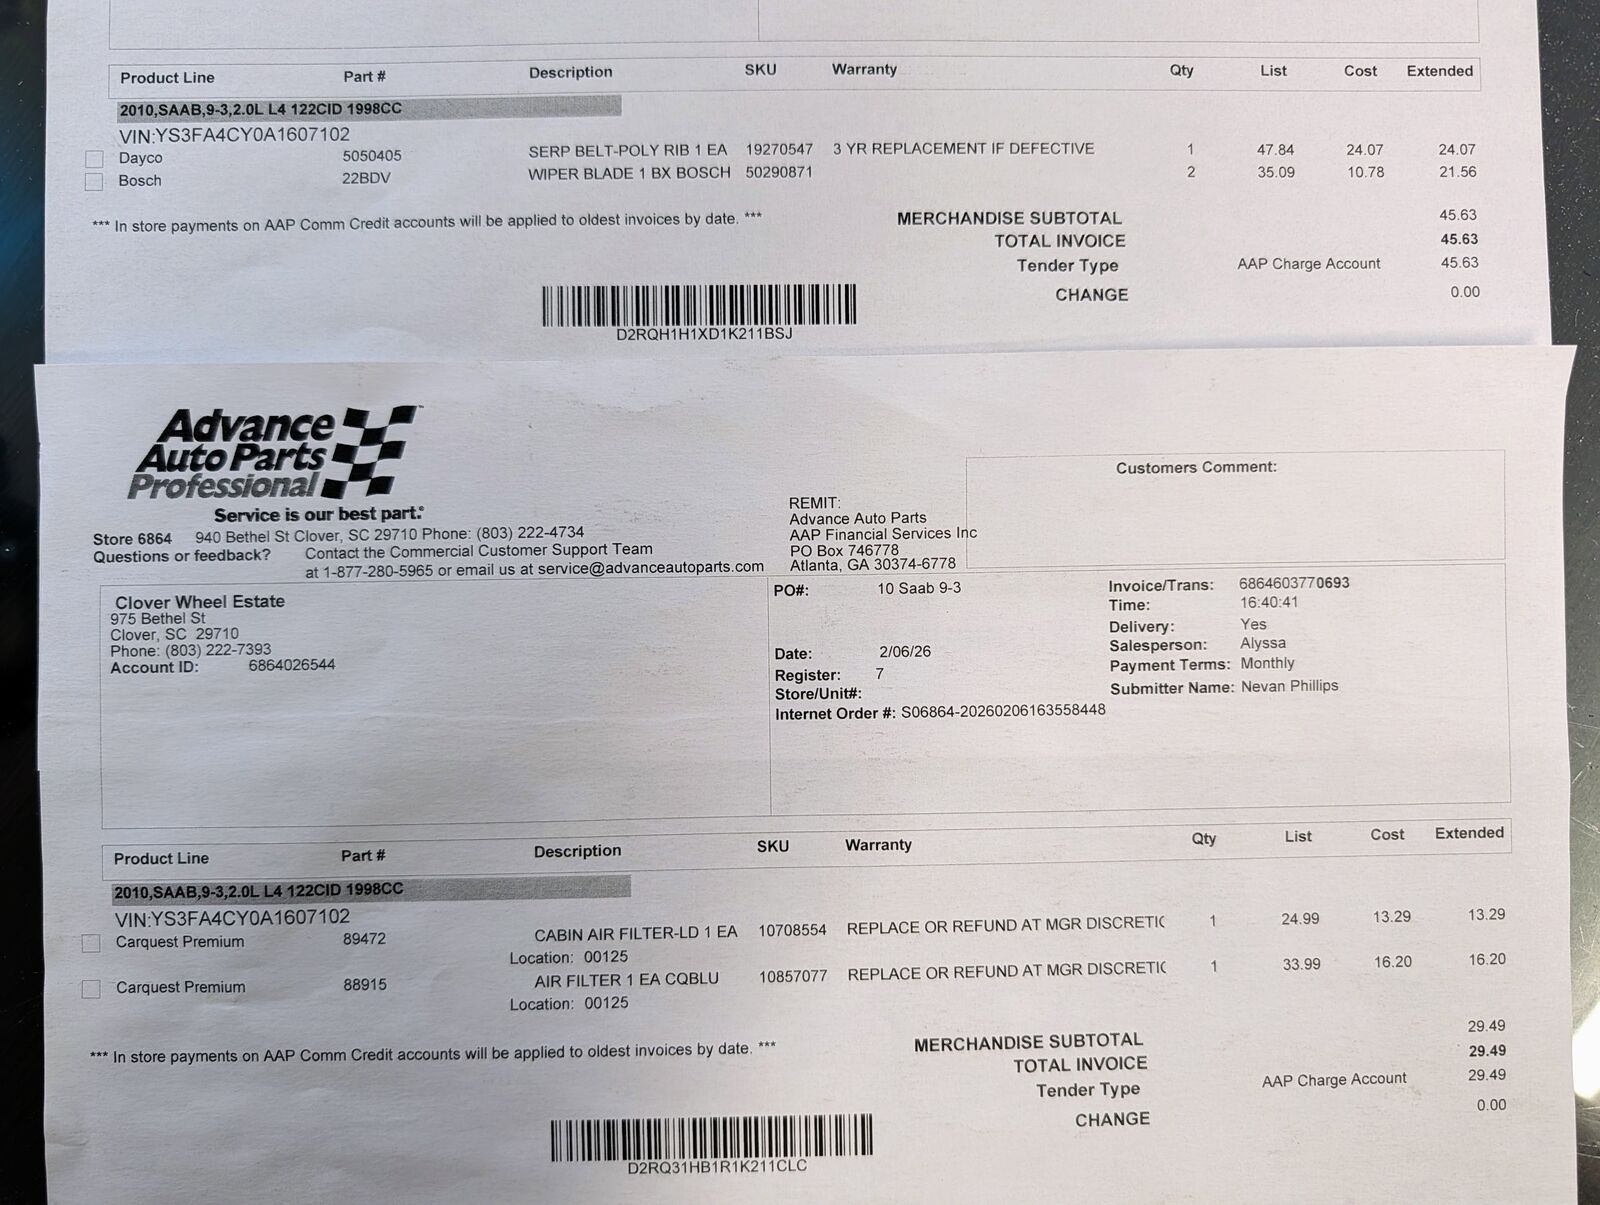 Product Line Part # Description SKU Warranty Qty List Cost Extended
2010,SAAB,9-3,2.0L L4 122CID 1998CC
VIN:YS3FA4CY0A1607102
Dayco 5050405 SERP BELT-POLY RIB 1 EA 19270547 3 YR REPLACEMENT IF DEFECTIVE 1 47.84 24.07 24.07
Bosch 22BDV WIPER BLADE 1 BX BOSCH 50290871 2 35.09 10.78 21.56
*** In store payments on AAP Comm Credit accounts will be applied to oldest invoices by date. ***
MERCHANDISE SUBTOTAL 45.63
TOTAL INVOICE 45.63
Tender Type AAP Charge Account 45.63
CHANGE 0.00
D2RQH1H1XD1K211BSJ
Advance
Auto Parts
Professional
Service is our best part.
Store 6864 940 Bethel St Clover, SC 29710 Phone: (803) 222-4734
Questions or feedback? Contact the Commercial Customer Support Team
at 1-877-280-5965 or email us at service@advanceautoparts.com
REMIT:
Advance Auto Parts
AAP Financial Services Inc
PO Box 746778
Atlanta, GA 30374-6778
Customers Comment:
Clover Wheel Estate
975 Bethel St
Clover, SC 29710
Phone: (803) 222-7393
Account ID: 6864026544
PO#: 10 Saab 9-3
Date: 2/06/26
Register: 7
Store/Unit#:
Internet Order #: S06864-20260206163558448
Invoice/Trans: 6864603770693
Time: 16:40:41
Delivery: Yes
Salesperson: Alyssa
Payment Terms: Monthly
Submitter Name: Nevan Phillips
Product Line Part # Description SKU Warranty Qty List Cost Extended
2010,SAAB,9-3,2.0L L4 122CID 1998CC
VIN:YS3FA4CY0A1607102
Carquest Premium 89472 CABIN AIR FILTER-LD 1 EA 10708554 REPLACE OR REFUND AT MGR DISCRETIC 1 24.99 13.29 13.29
Location: 00125
Carquest Premium 88915 AIR FILTER 1 EA CQBLU 10857077 REPLACE OR REFUND AT MGR DISCRETIC 1 33.99 16.20 16.20
Location: 00125
*** In store payments on AAP Comm Credit accounts will be applied to oldest invoices by date. ***
MERCHANDISE SUBTOTAL 29.49
TOTAL INVOICE 29.49
Tender Type AAP Charge Account 29.49
CHANGE 0.00
D2RQ31HB1R1K211CLC